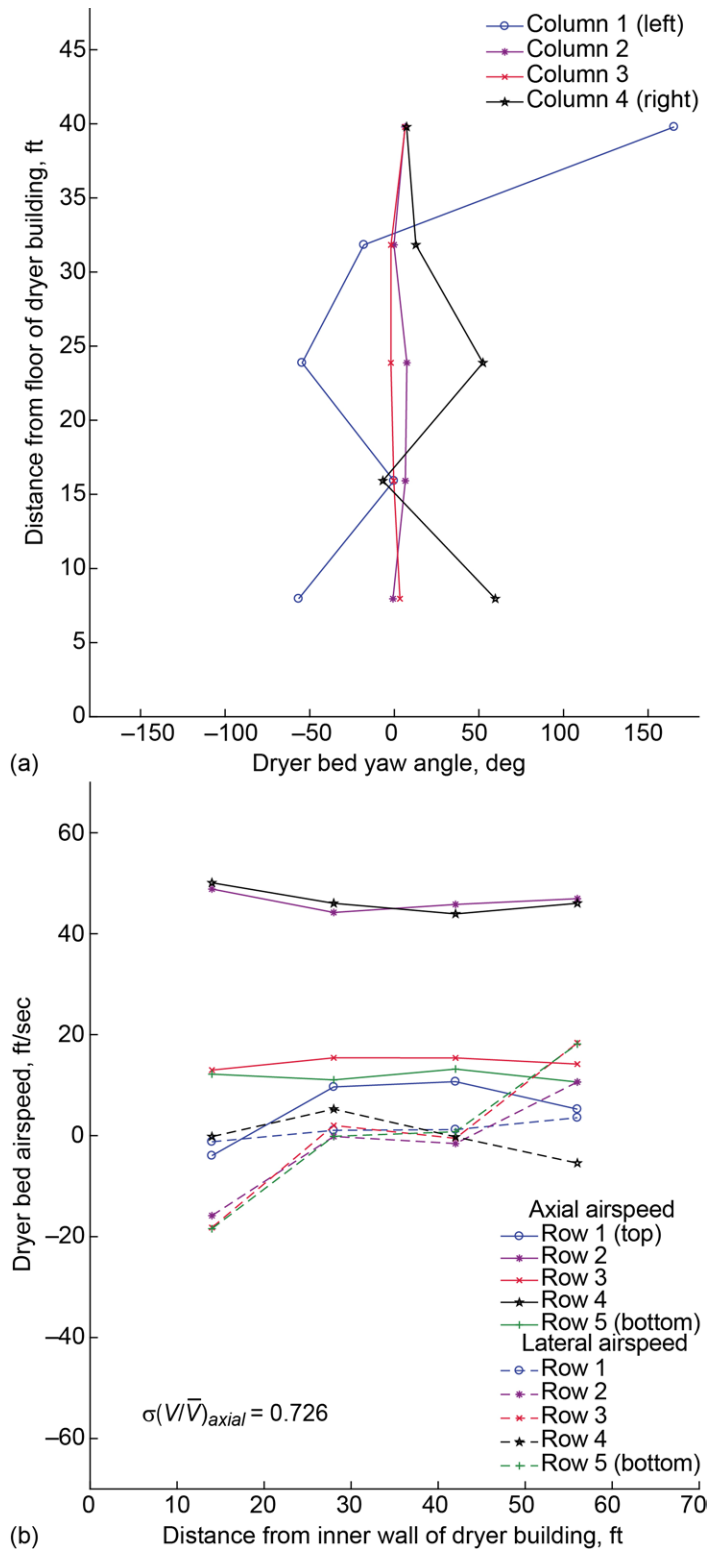 Column 1 (left)
Column 2
Column 3
Column 4 (right)
45
40
35
30
25
20
15
10
5
0
Distance from floor of dryer building, ft
–150
–100
–50
0
50
100
150
(a)
Dryer bed yaw angle, deg
60
40
20
0
–20
–40
–60
Dryer bed airspeed, ft/sec
Axial airspeed
Row 1 (top)
Row 2
Row 3
Row 4
Row 5 (bottom)
Lateral airspeed
Row 1
Row 2
Row 3
Row 4
Row 5 (bottom)
σ(V/V̅)axial = 0.726
0
10
20
30
40
50
60
70
(b)
Distance from inner wall of dryer building, ft